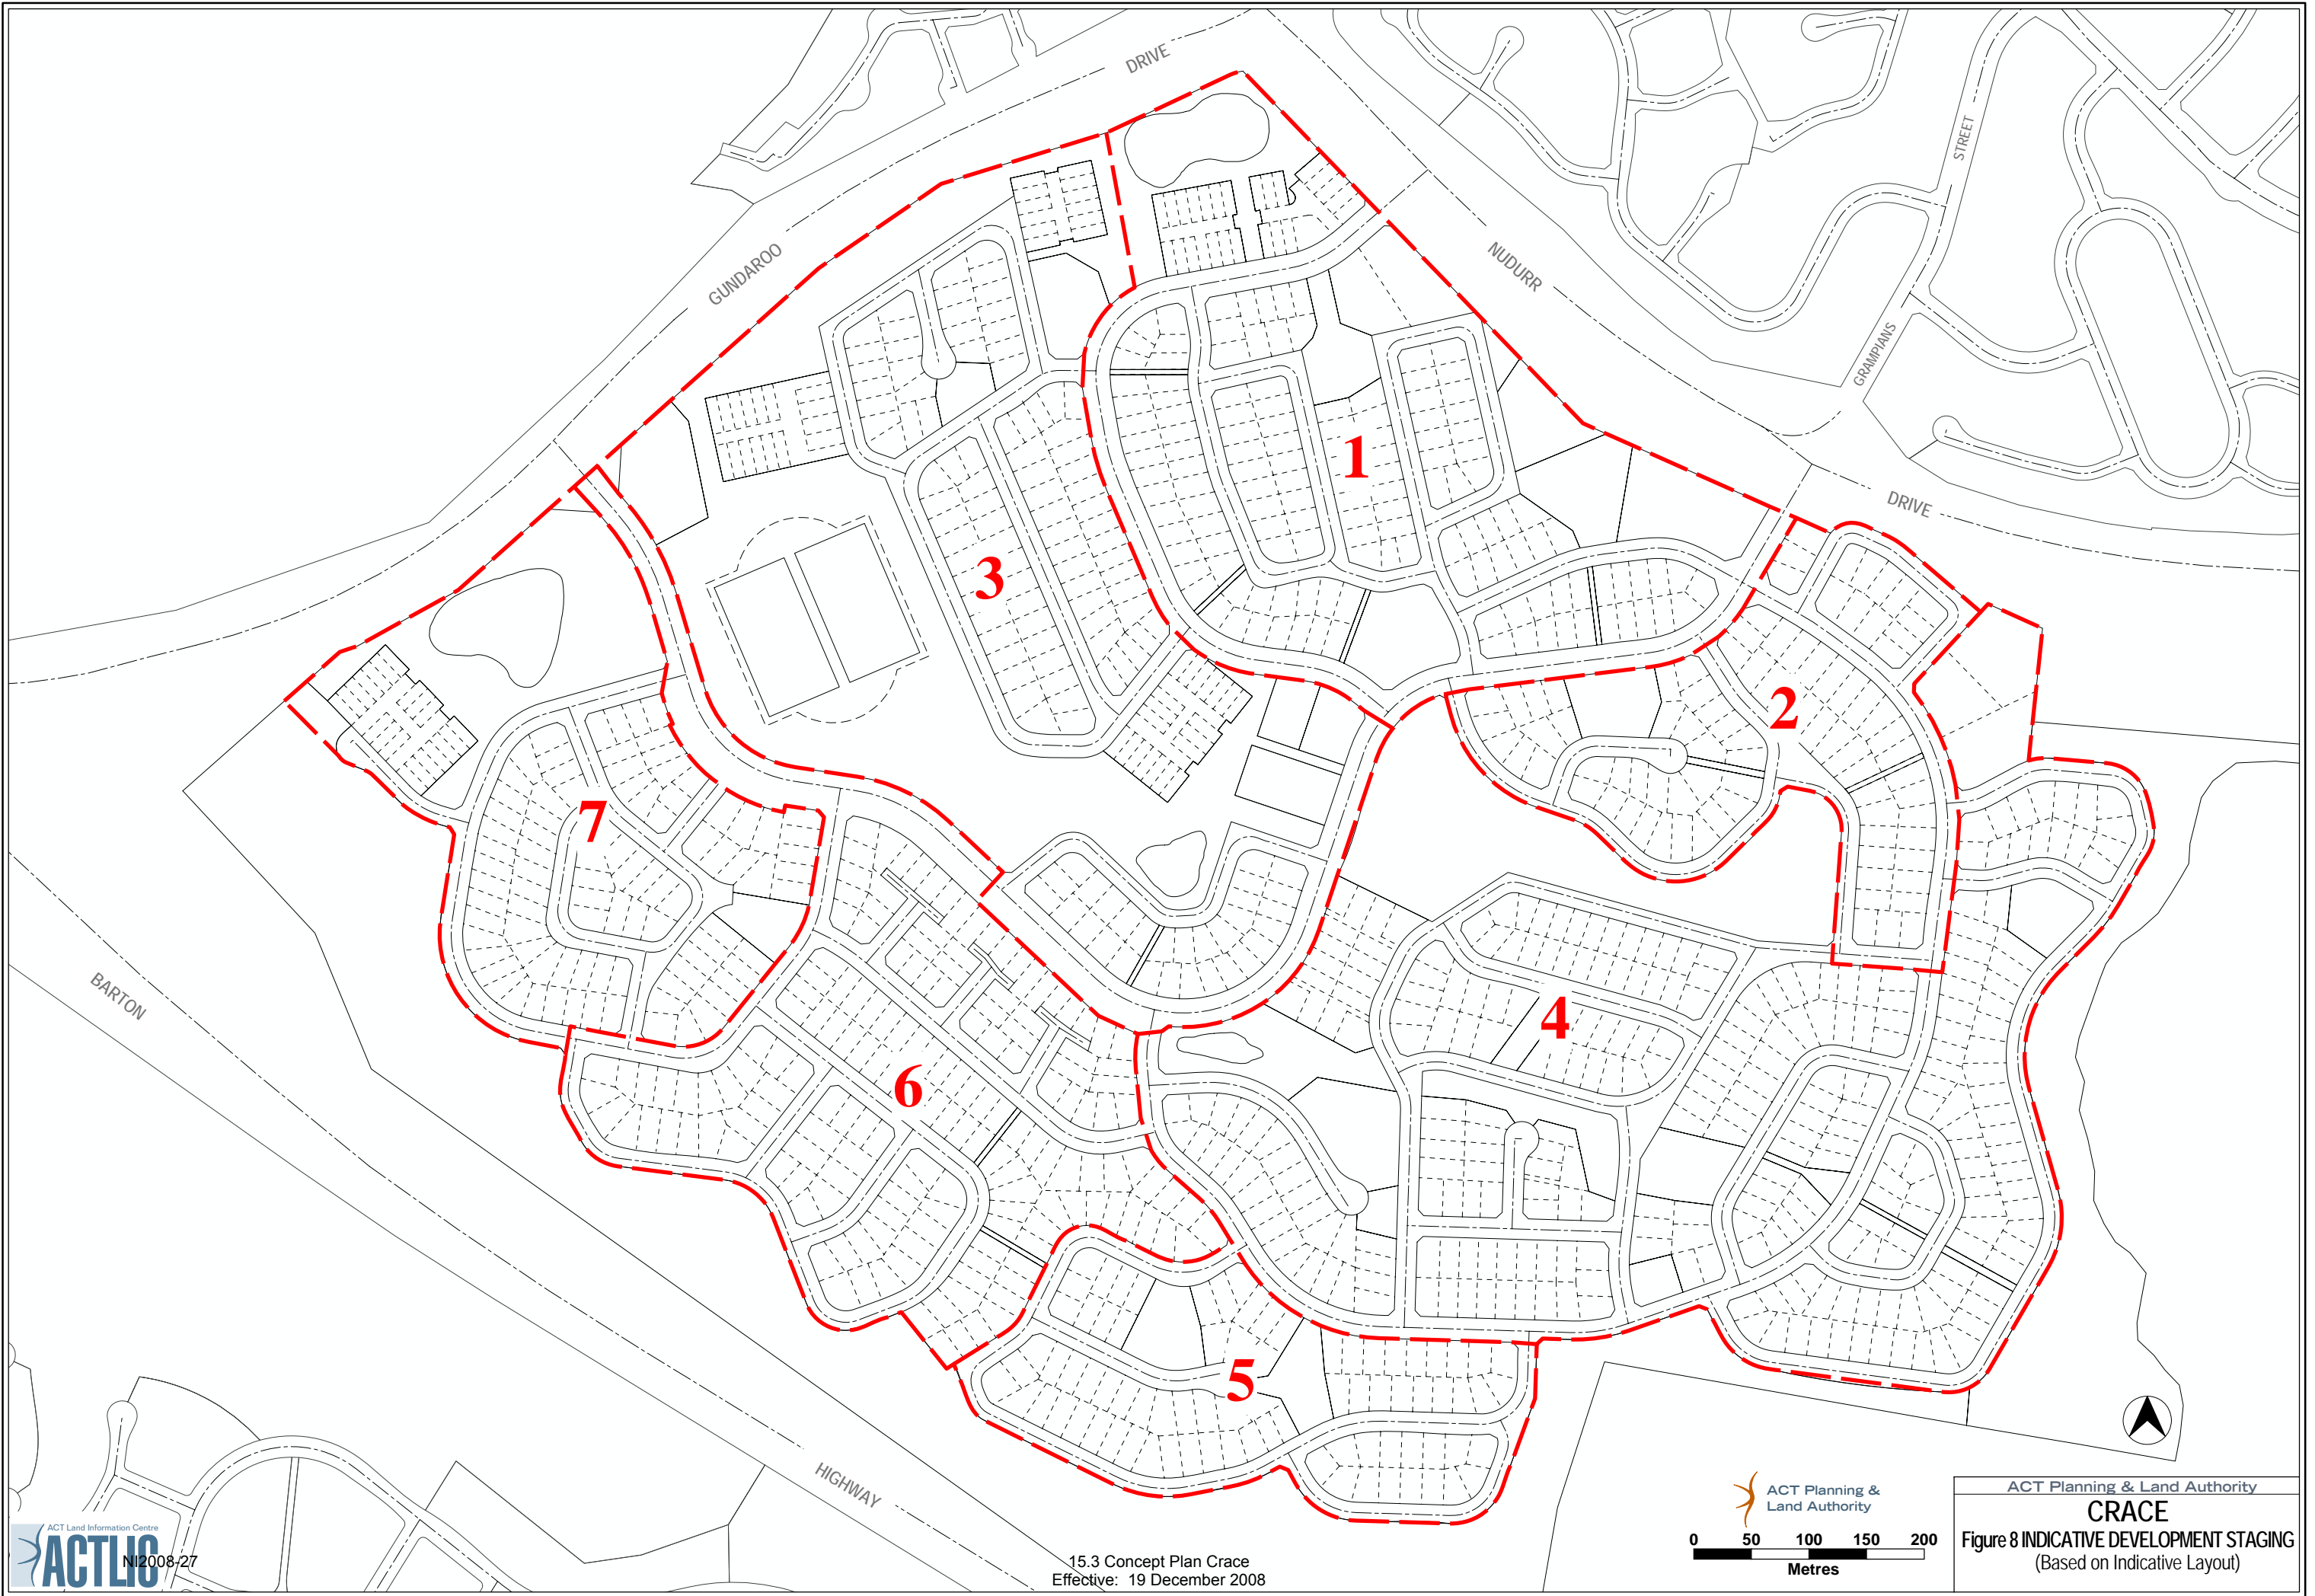 DRIVE
STREET
GUNDAROO
NUDURR
GRAMPIANS
1
DRIVE
3
2
7
BARTON
4
6
5
HIGHWAY
ACT Land Information Centre
ACTLIC
NI2008-27
15.3 Concept Plan Crace
Effective: 19 December 2008
ACT Planning &
Land Authority
0 50 100 150 200
Metres
ACT Planning & Land Authority
CRACE
Figure 8 INDICATIVE DEVELOPMENT STAGING
(Based on Indicative Layout)